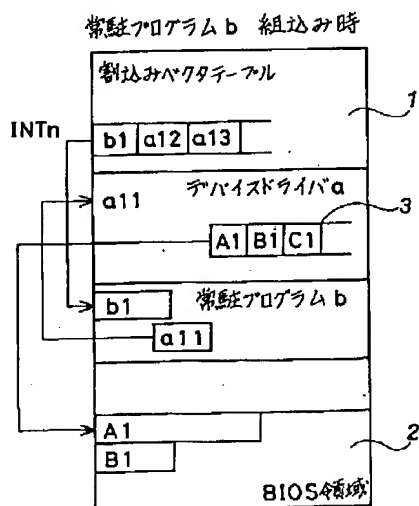 常駐プログラムb 組込み時
割込みベクタテーブル
1
INTn
b1 a12 a13
a11 デバイスドライバa
3
A1 B1 C1
b1 常駐プログラムb
a11
A1
2
B1
BIOS領域